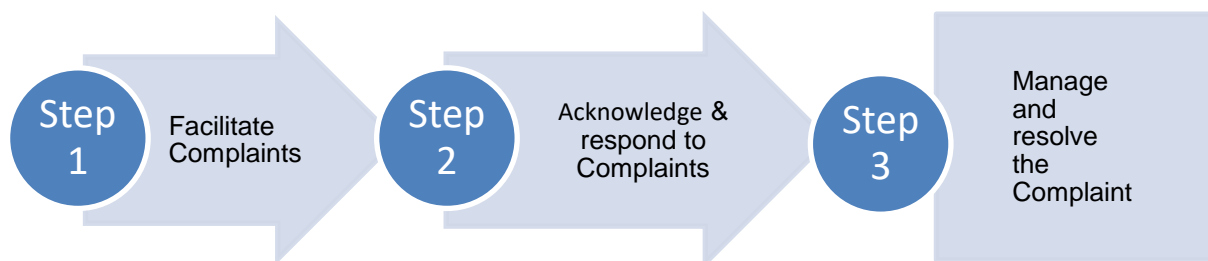 Step
1
Facilitate
Complaints
Step
2
Acknowledge &
respond to
Complaints
Step
3
Manage
and
resolve
the
Complaint